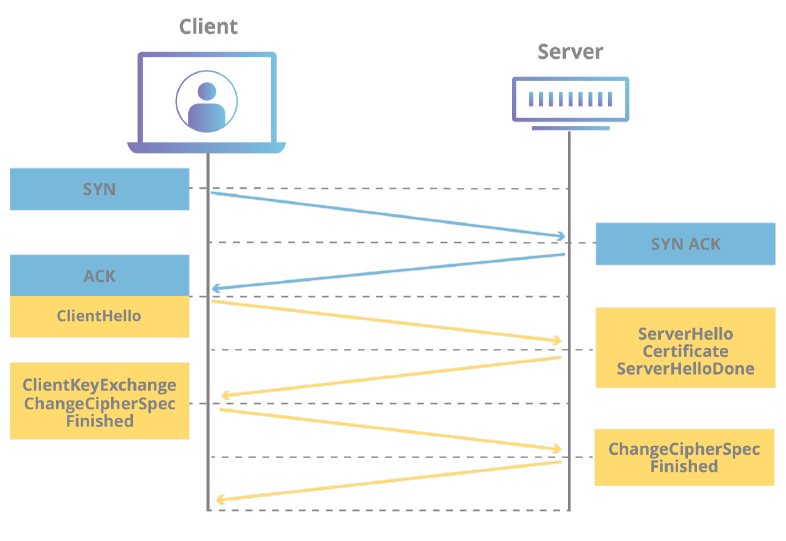 Client
Server
SYN
SYN ACK
ACK
ClientHello
ServerHello
Certificate
ServerHelloDone
ClientKeyExchange
ChangeCipherSpec
Finished
ChangeCipherSpec
Finished